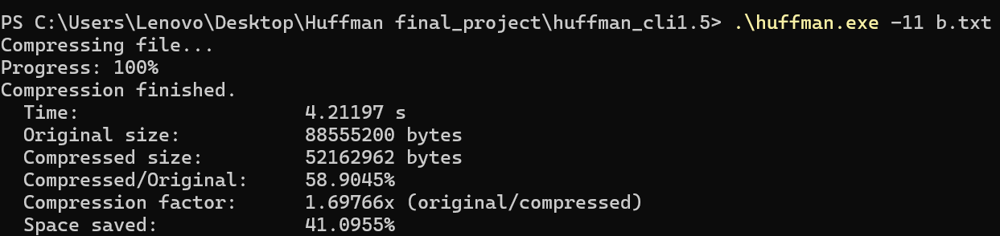 PS C:\Users\Lenovo\Desktop\Huffman final_project\huffman_cli1.5> .\huffman.exe -11 b.txt
Compressing file...
Progress: 100%
Compression finished.
  Time:                    4.21197 s
  Original size:           88555200 bytes
  Compressed size:         52162962 bytes
  Compressed/Original:     58.9045%
  Compression factor:      1.69766x (original/compressed)
  Space saved:             41.0955%